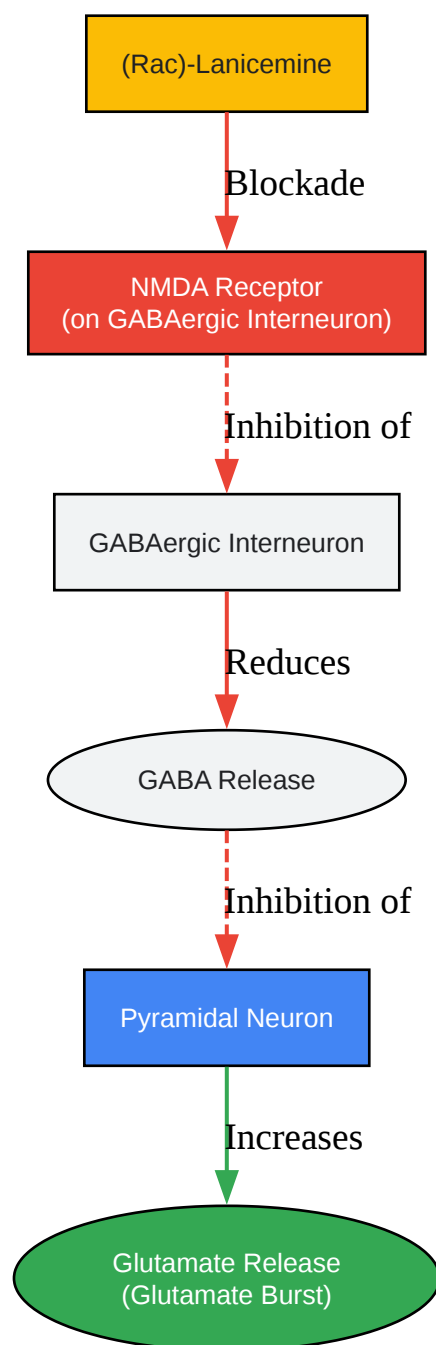 (Rac)-Lanicemine
Blockade
NMDA Receptor
(on GABAergic Interneuron)
Inhibition of
GABAergic Interneuron
Reduces
GABA Release
Inhibition of
Pyramidal Neuron
Increases
Glutamate Release
(Glutamate Burst)